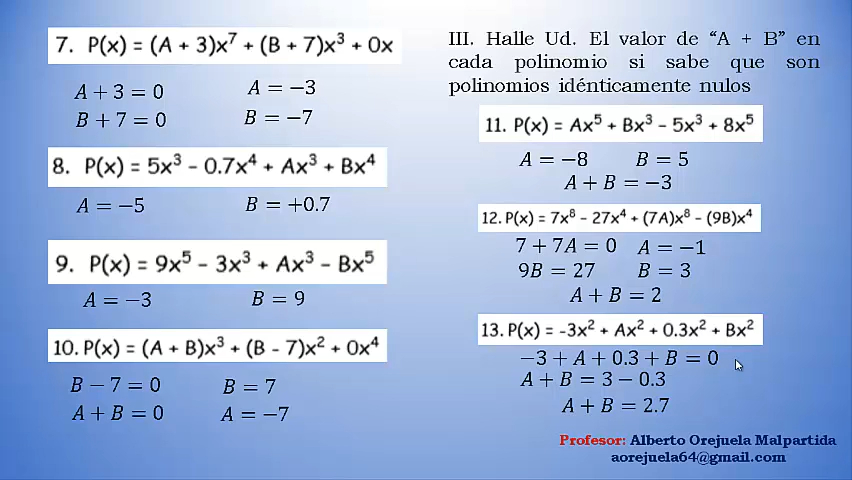 7. P(x) = (A + 3)x⁷ + (B + 7)x³ + 0x
A + 3 = 0 A = −3
B + 7 = 0 B = −7
8. P(x) = 5x³ - 0.7x⁴ + Ax³ + Bx⁴
A = −5 B = +0.7
9. P(x) = 9x⁵ - 3x³ + Ax³ - Bx⁵
A = −3 B = 9
10. P(x) = (A + B)x³ + (B - 7)x² + 0x⁴
B − 7 = 0 B = 7
A + B = 0 A = −7
III. Halle Ud. El valor de “A + B” en
cada polinomio si sabe que son
polinomios idénticamente nulos
11. P(x) = Ax⁵ + Bx³ - 5x³ + 8x⁵
A = −8 B = 5
A + B = −3
12. P(x) = 7x⁸ - 27x⁴ + (7A)x⁸ - (9B)x⁴
7 + 7A = 0 A = −1
9B = 27 B = 3
A + B = 2
13. P(x) = -3x² + Ax² + 0.3x² + Bx²
−3 + A + 0.3 + B = 0
A + B = 3 − 0.3
A + B = 2.7
Profesor: Alberto Orejuela Malpartida
aorejuela64@gmail.com